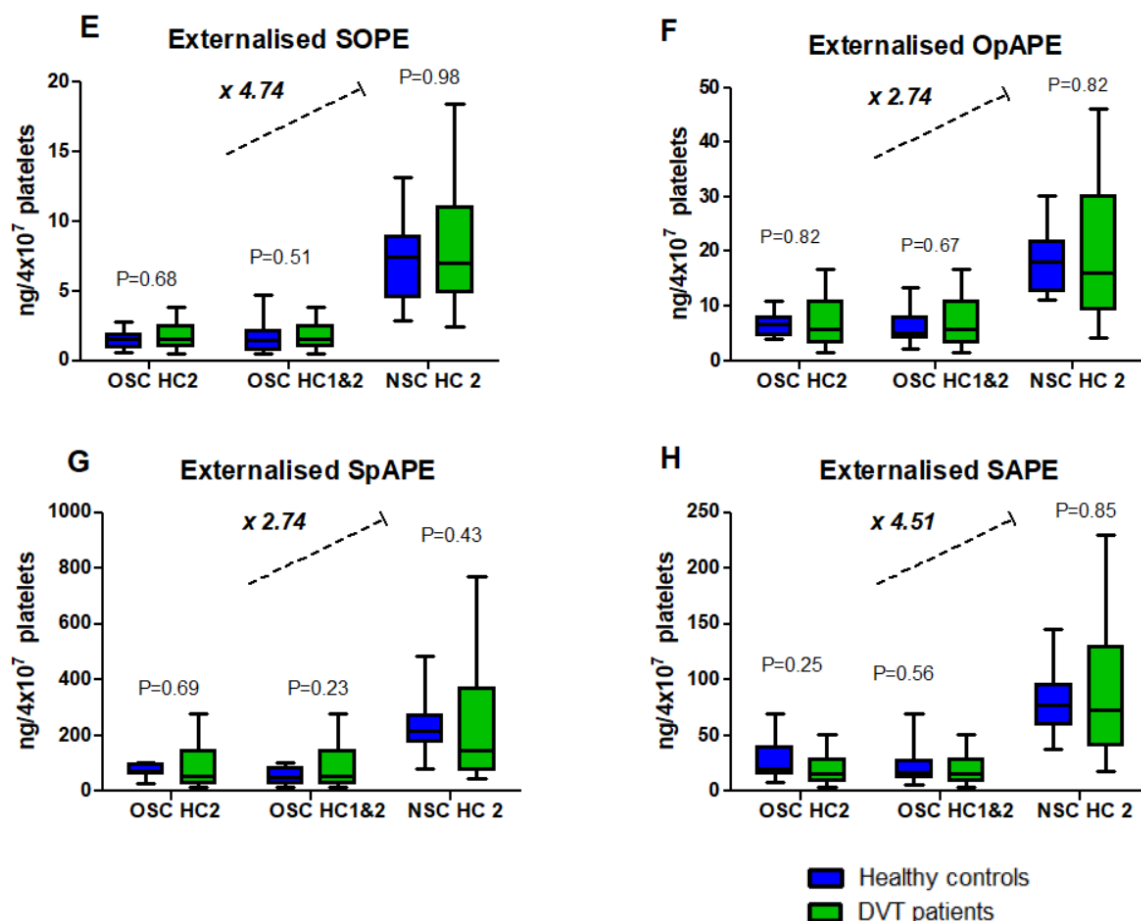 E
Externalised SOPE
ng/4x10⁷ platelets
20
15
10
5
0
x 4.74
P=0.68
P=0.51
P=0.98
OSC HC2
OSC HC1&2
NSC HC 2
F
Externalised OpAPE
ng/4x10⁷ platelets
50
40
30
20
10
0
x 2.74
P=0.82
P=0.67
P=0.82
OSC HC2
OSC HC1&2
NSC HC 2
G
Externalised SpAPE
ng/4x10⁷ platelets
1000
800
600
400
200
0
x 2.74
P=0.69
P=0.23
P=0.43
OSC HC2
OSC HC1&2
NSC HC 2
H
Externalised SAPE
ng/4x10⁷ platelets
250
200
150
100
50
0
x 4.51
P=0.25
P=0.56
P=0.85
OSC HC2
OSC HC1&2
NSC HC 2
Healthy controls
DVT patients